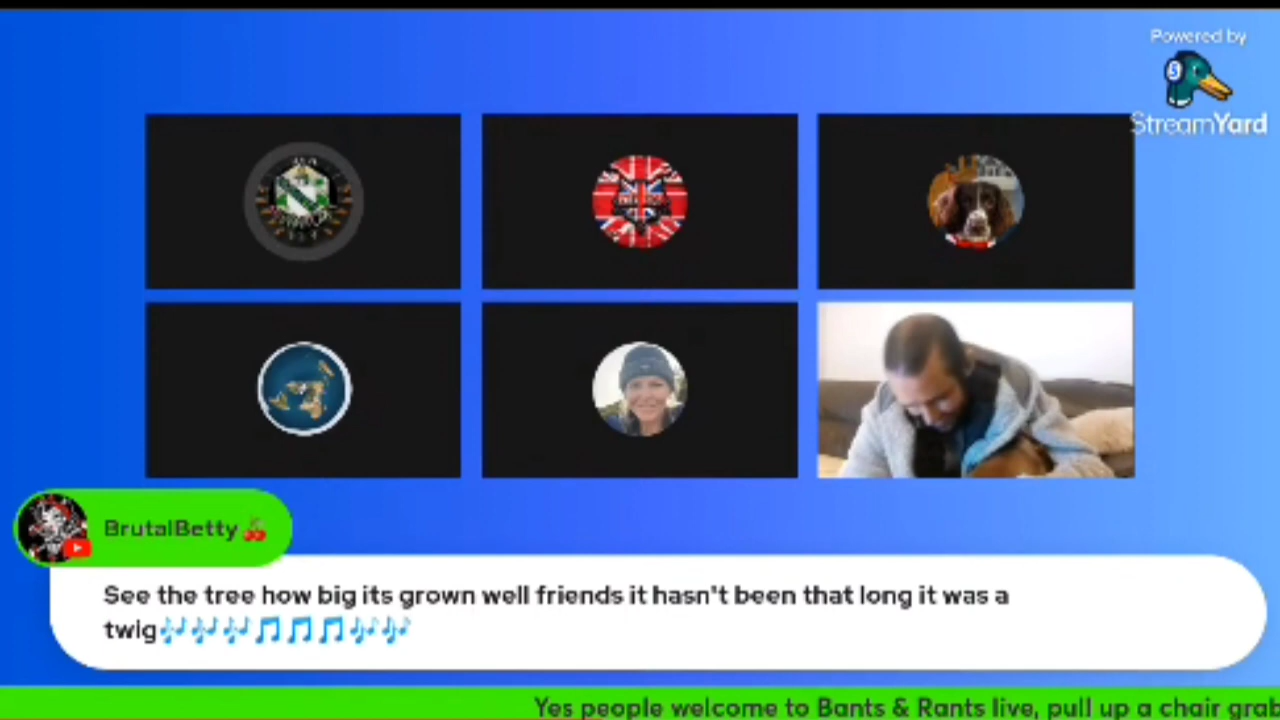 Powered by
StreamYard
BrutalBetty🍒
See the tree how big its grown well friends it hasn't been that long it was a
twig🎶🎶🎶🎵🎵🎵🎶🎶
Yes people welcome to Bants & Rants live, pull up a chair grab